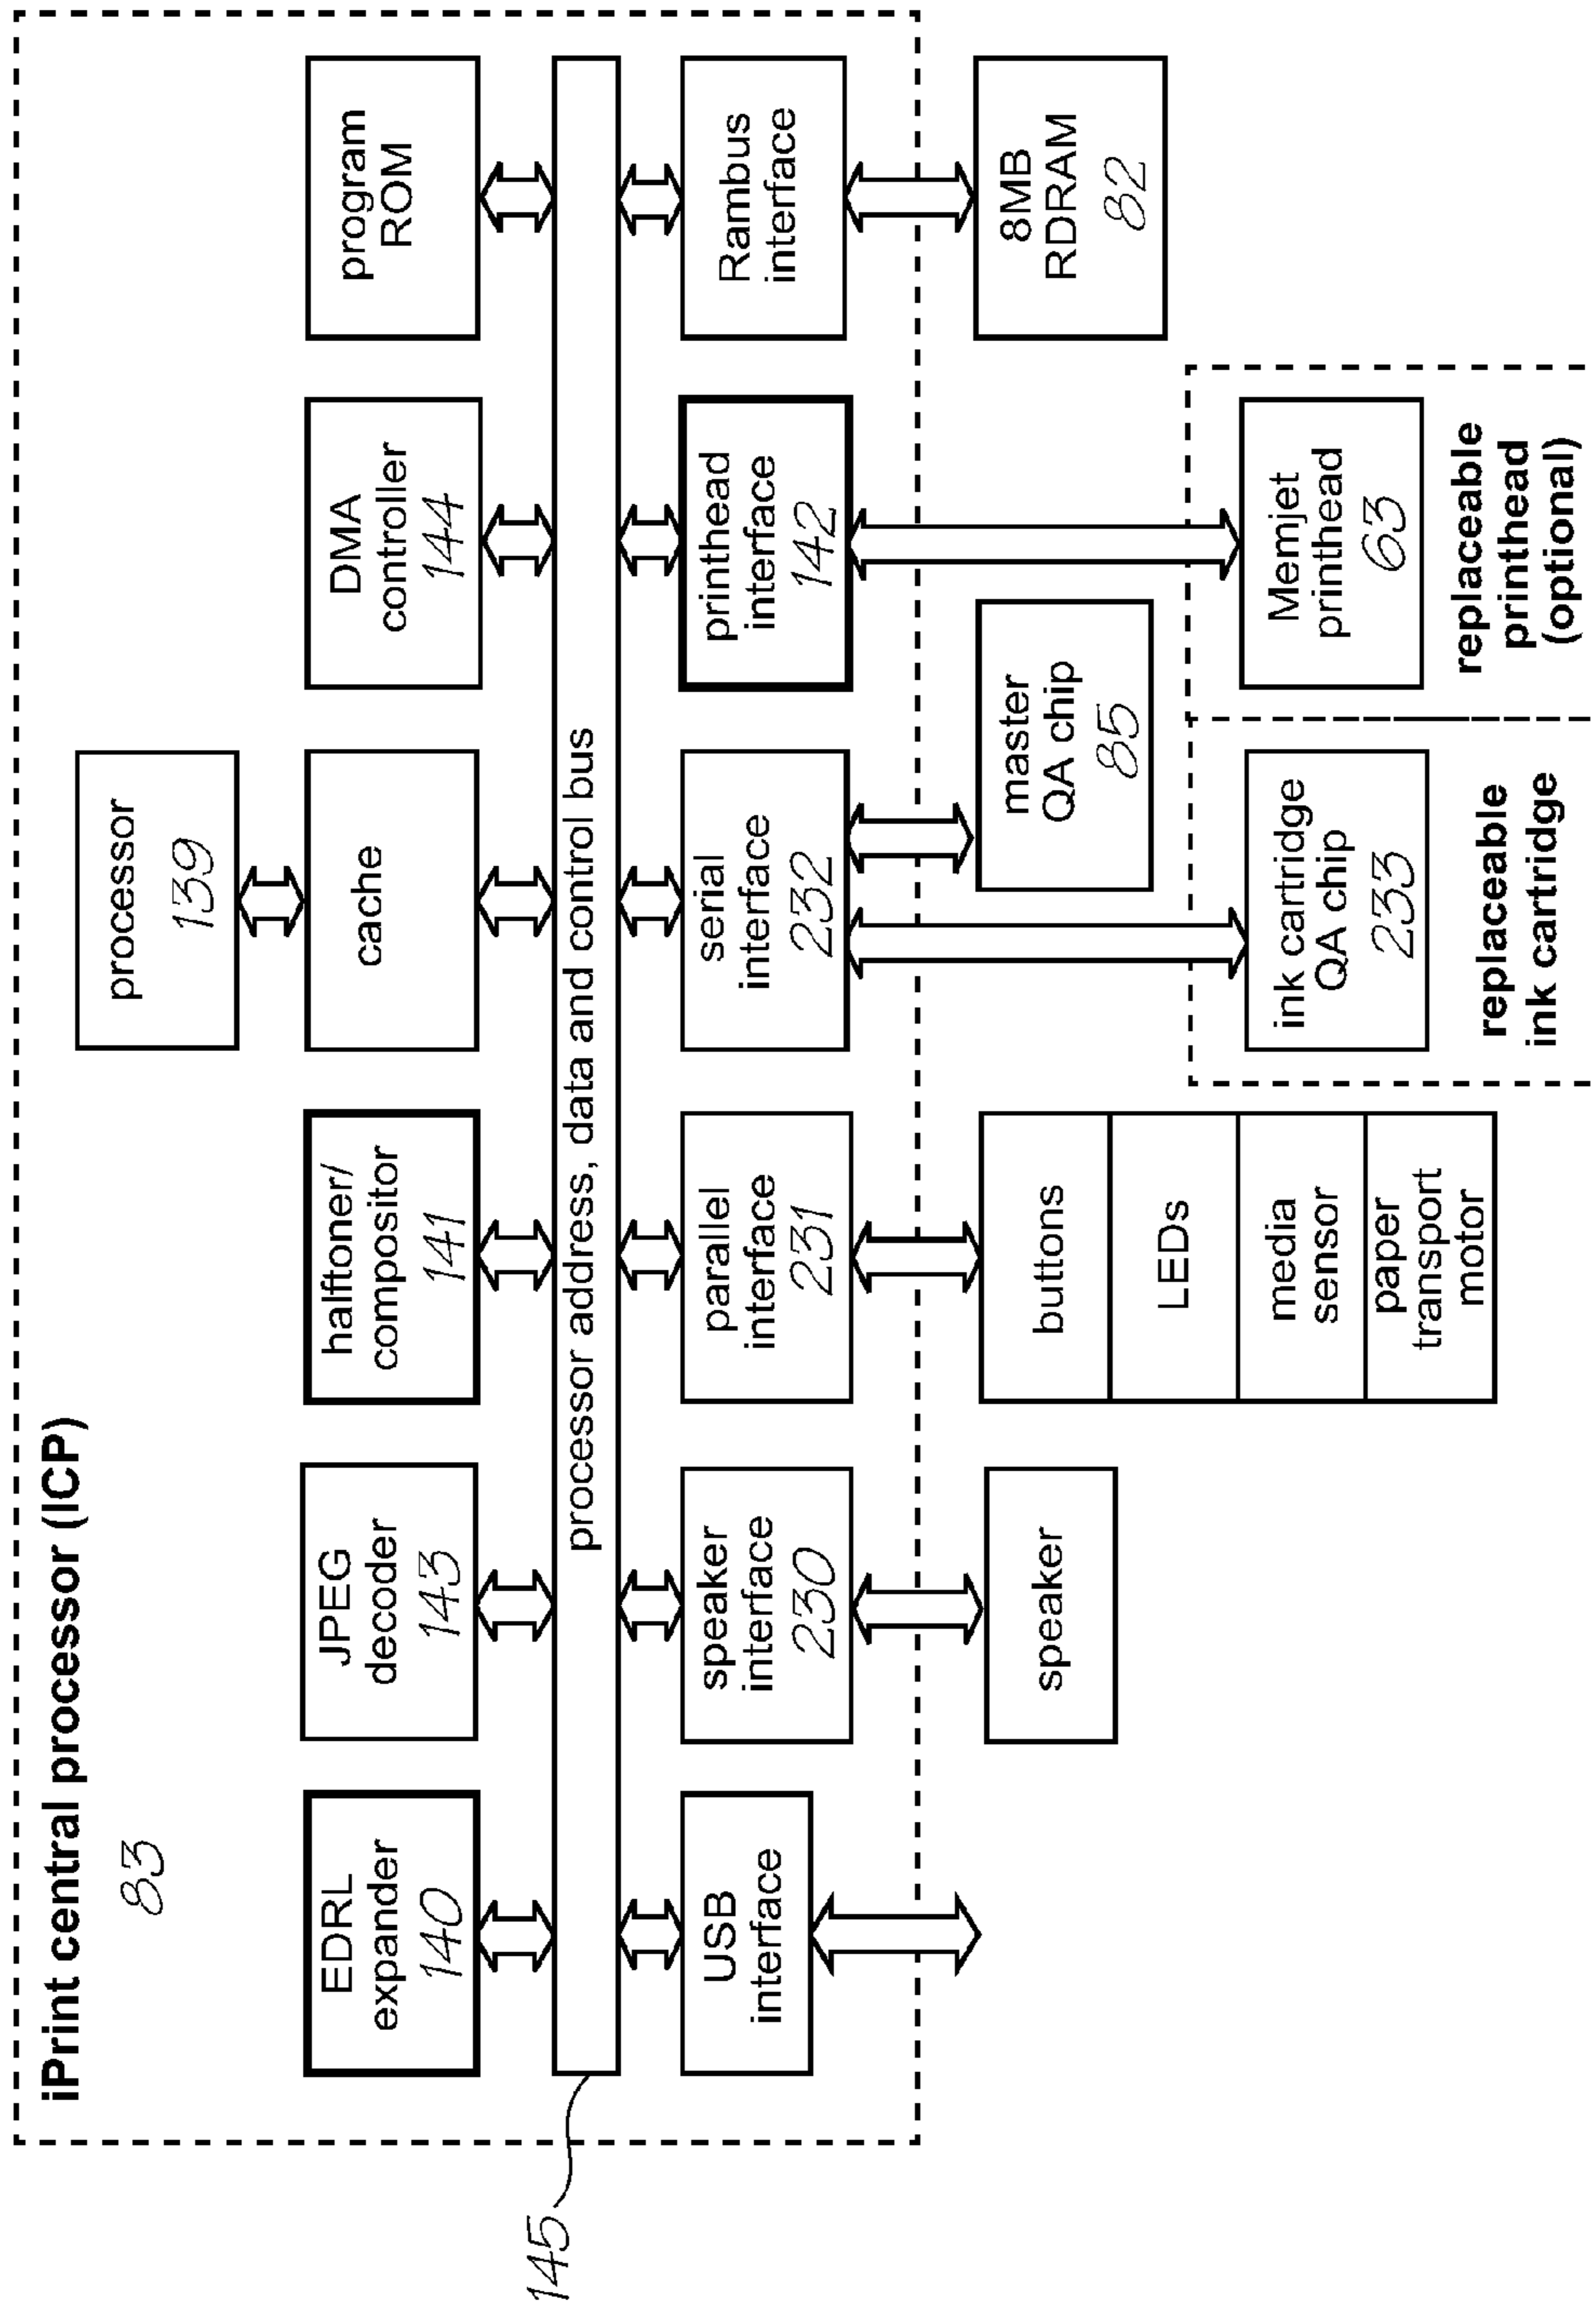 iPrint central processor (ICP)
83
processor
139
EDRL
expander
140
JPEG
decoder
143
halftoner/
compositor
141
cache
DMA
controller
144
program
ROM
145
processor address, data and control bus
USB
interface
speaker
interface
230
parallel
interface
231
serial
interface
232
printhead
interface
142
Rambus
interface
speaker
buttons
LEDs
media
sensor
paper
transport
motor
master
QA chip
85
8MB
RDRAM
82
ink cartridge
QA chip
233
replaceable
ink cartridge
Memjet
printhead
63
replaceable
printhead
(optional)